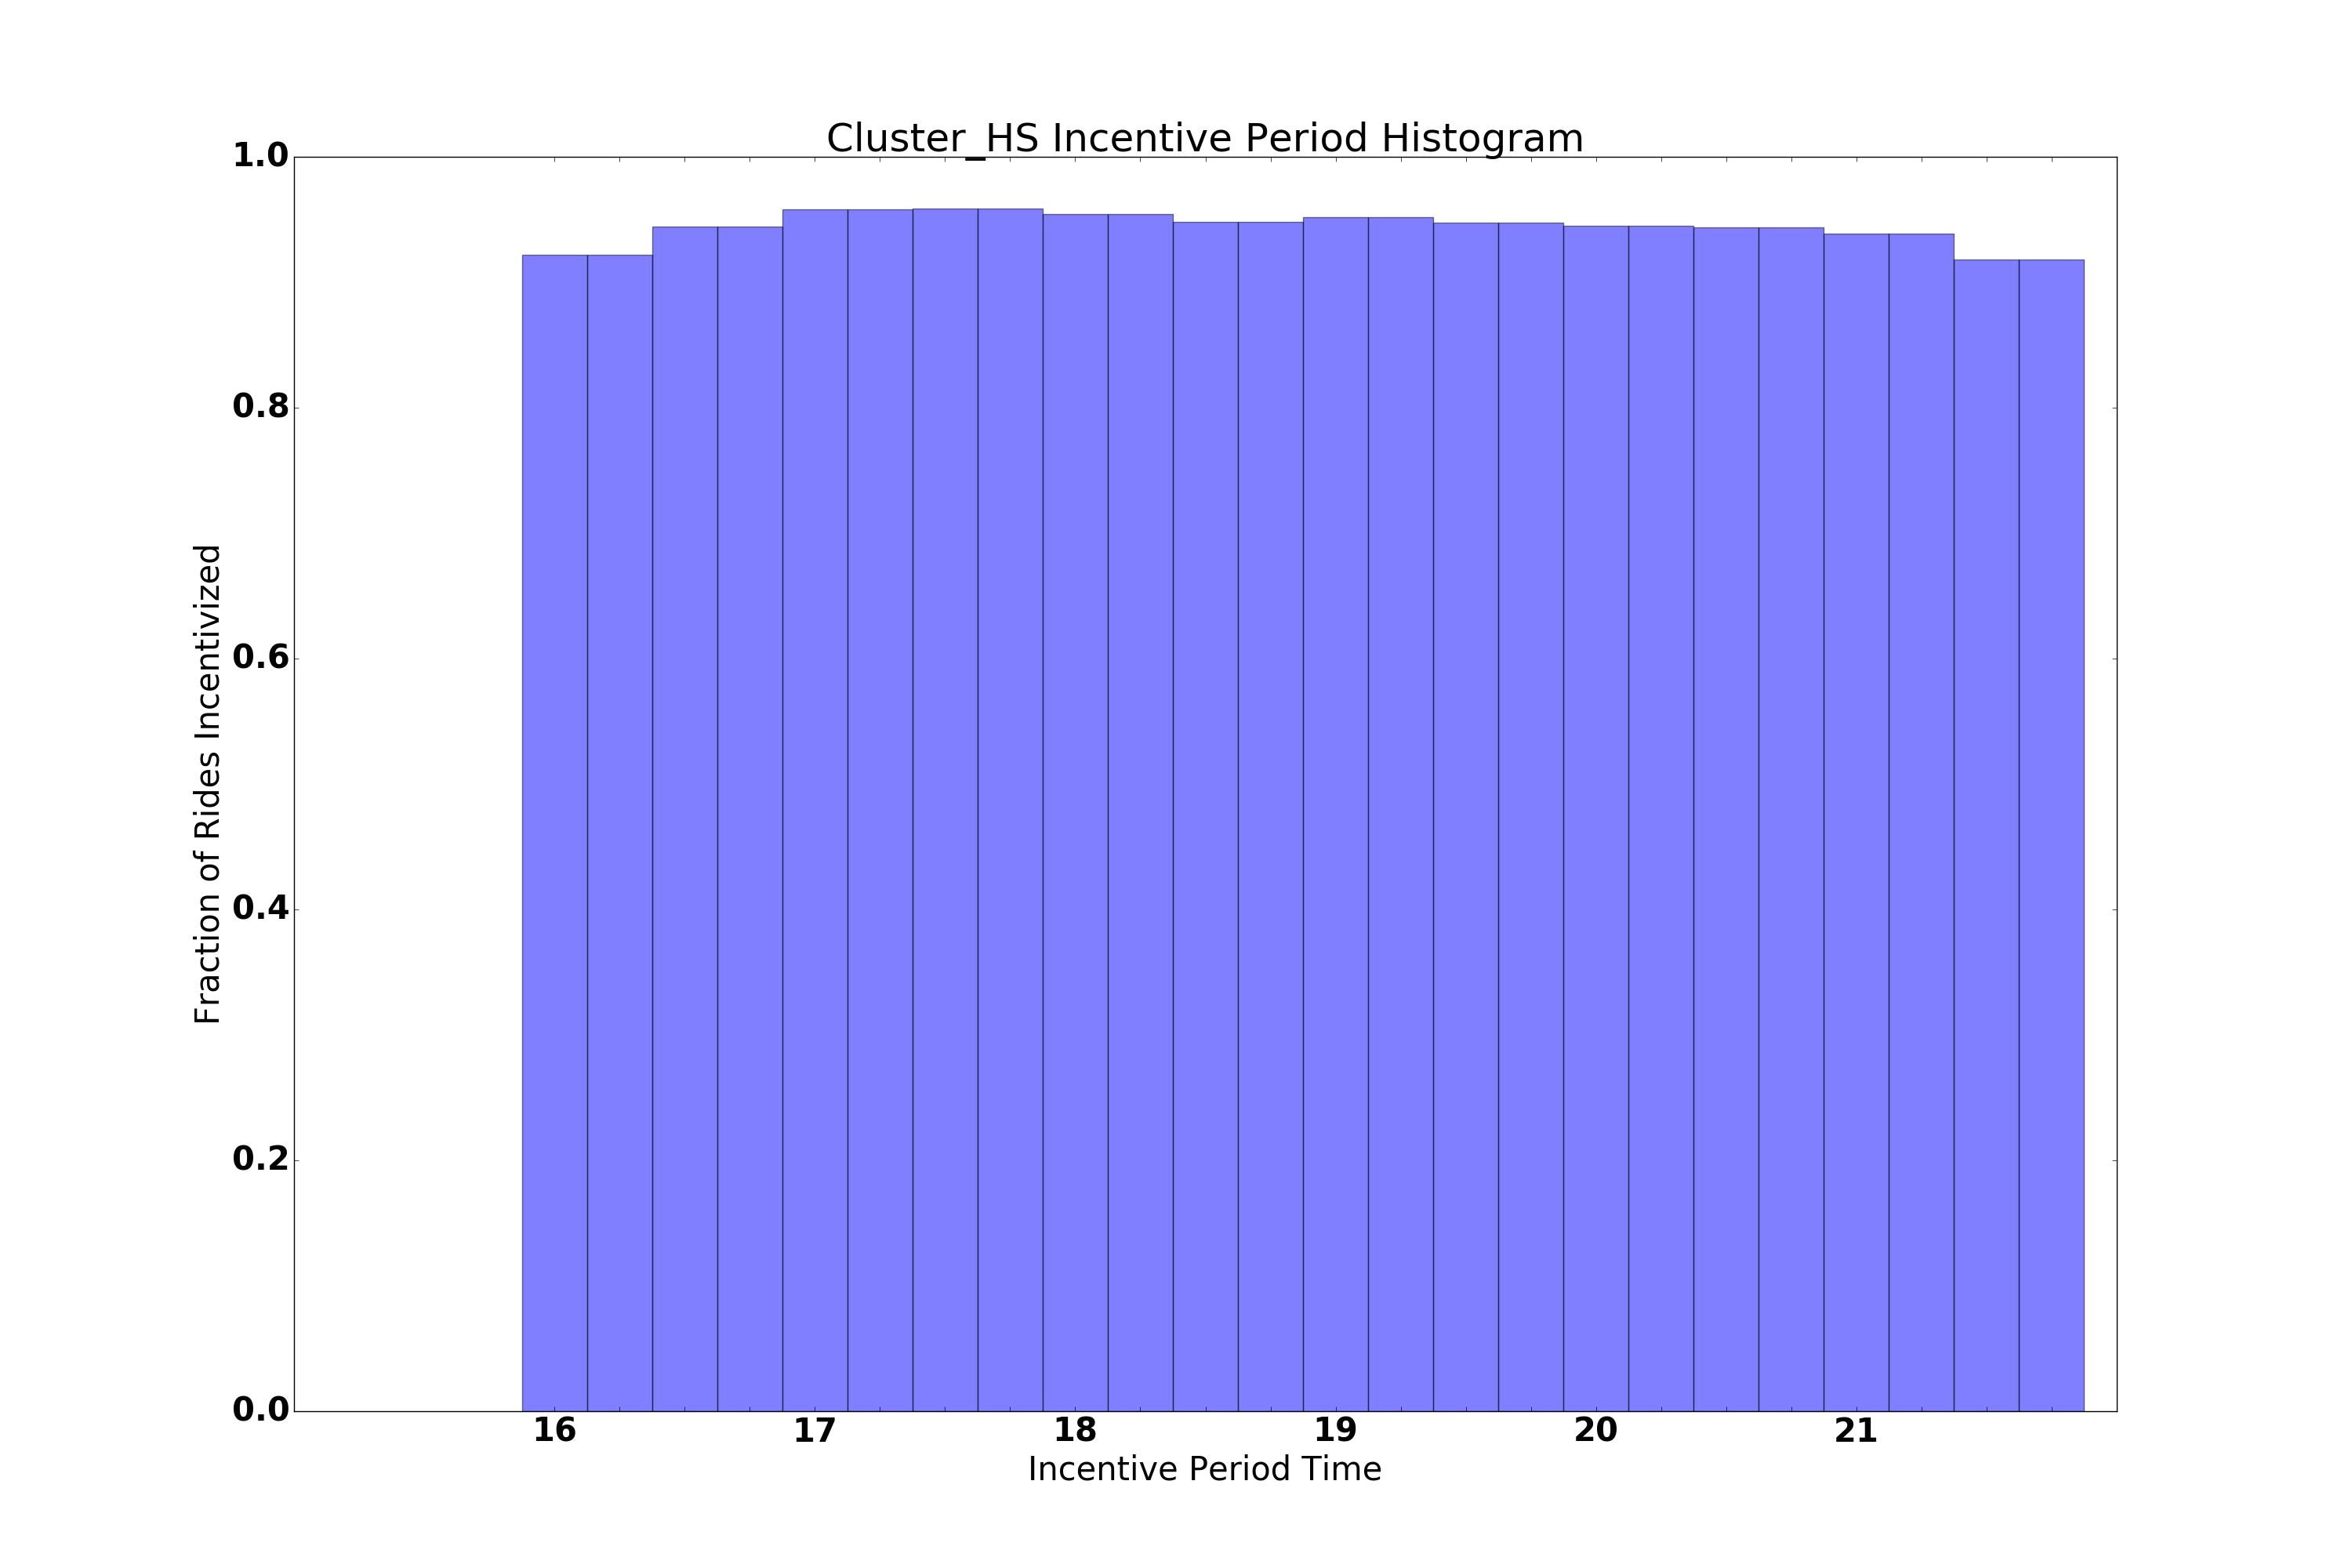 Cluster_HS Incentive Period Histogram
1.0
0.8
0.6
0.4
0.2
0.0
Fraction of Rides Incentivized
16 17 18 19 20 21
Incentive Period Time